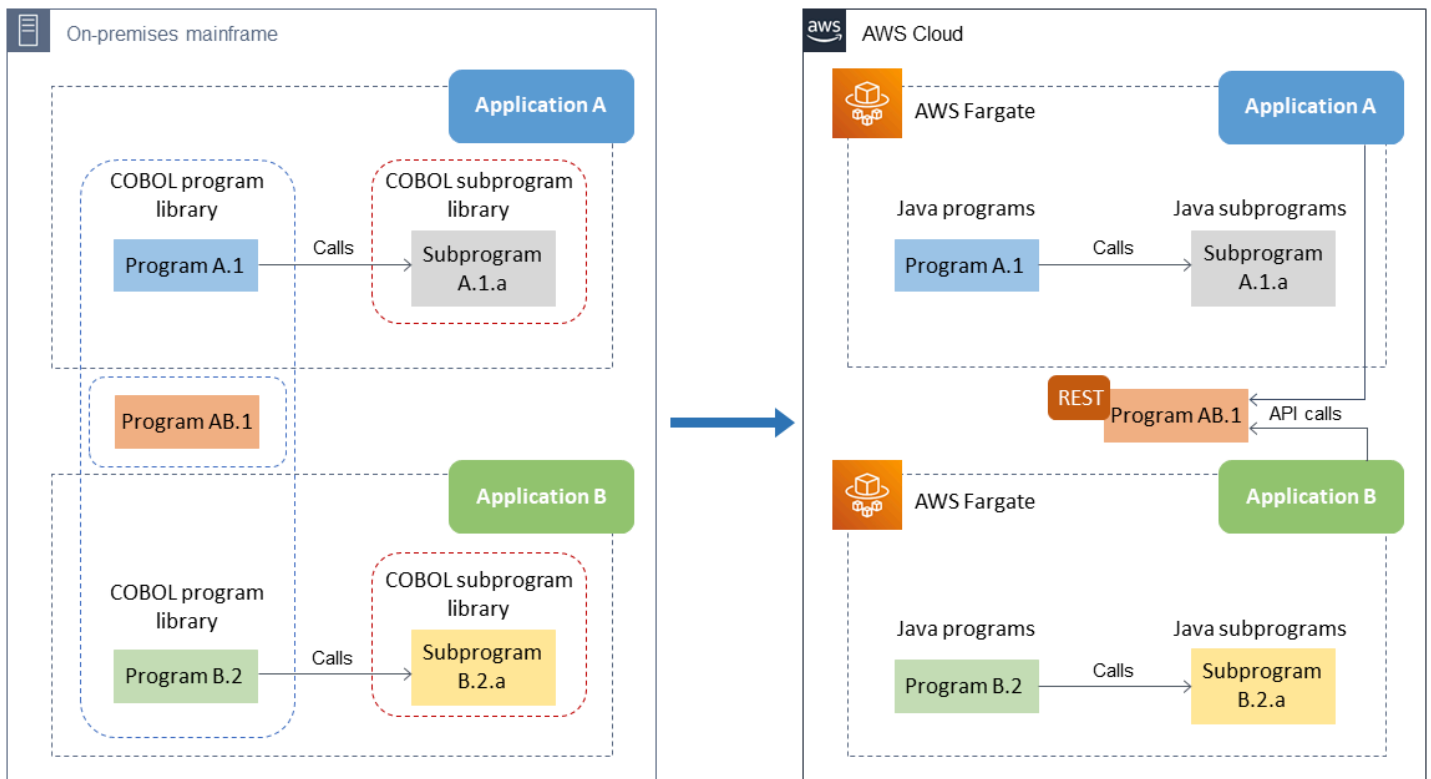 On-premises mainframe
Application A
COBOL program
library
COBOL subprogram
library
Program A.1
Calls
Subprogram
A.1.a
Program AB.1
Application B
COBOL program
library
COBOL subprogram
library
Program B.2
Calls
Subprogram
B.2.a
aws
AWS Cloud
AWS Fargate
Application A
Java programs
Java subprograms
Program A.1
Calls
Subprogram
A.1.a
REST
Program AB.1
API calls
AWS Fargate
Application B
Java programs
Java subprograms
Program B.2
Calls
Subprogram
B.2.a